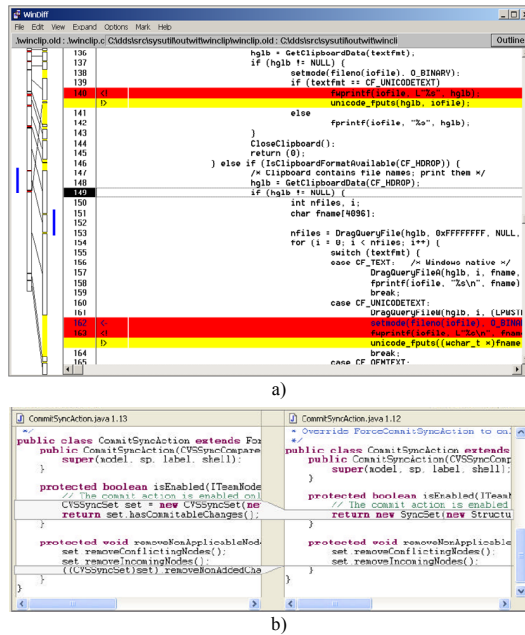 WinDiff
File Edit View Expand Options Mark Help
.\winclip.old : .\winclip.c C:\dds\src\sysutil\outwit\winclip\winclip.old : C:\dds\src\sysutil\outwit\wincli Outline
136 hglb = GetClipboardData(textfmt);
137 if (hglb != NULL) {
138 setmode(fileno(iofile), O_BINARY);
139 if (textfmt == CF_UNICODETEXT)
140 <! fwprintf(iofile, L"%s", hglb);
!> unicode_fputs(hglb, iofile);
141 else
142 fprintf(iofile, "%s", hglb);
143 }
144 CloseClipboard();
145 return (0);
146 } else if (IsClipboardFormatAvailable(CF_HDROP)) {
147 /* Clipboard contains file names; print them */
148 hglb = GetClipboardData(CF_HDROP);
149 if (hglb != NULL) {
150 int nfiles, i;
151 char fname[4096];
152
153 nfiles = DragQueryFile(hglb, 0xFFFFFFFF, NULL,
154 for (i = 0; i < nfiles; i++) {
155 switch (textfmt) {
156 case CF_TEXT: /* Windows native */
157 DragQueryFileA(hglb, i, fname,
158 fprintf(iofile, "%s\n", fname)
159 break;
160 case CF_UNICODETEXT:
161 DragQueryFileW(hglb, i, (LPWST
162 <! setmode(fileno(iofile), O_BINA
163 <! fwprintf(iofile, L"%s\n", fname
!> unicode_fputs((wchar_t *)fname
164 break;
165 case CF_OEMTEXT:
a)
CommitSyncAction.java 1.13
*/
public class CommitSyncAction extends For
public CommitSyncAction(CVSSyncCompare
super(model, sp, label, shell);
}
protected boolean isEnabled(ITeamNode
// The commit action is enabled onl
CVSSyncSet set = new CVSSyncSet(ne
return set.hasCommitableChanges();
}
protected void removeNonApplicableNod
set.removeConflictingNodes();
set.removeIncomingNodes();
((CVSSyncSet)set).removeNonAddedCha
}
}
CommitSyncAction.java 1.12
* Override ForceCommitSyncAction to onl
*/
public class CommitSyncAction extends
public CommitSyncAction(CVSSyncComp
super(model, sp, label, shell);
}
protected boolean isEnabled(ITeamN
// The commit action is enabled
return new SyncSet(new Structu
}
protected void removeNonApplicable
set.removeConflictingNodes();
set.removeIncomingNodes();
}
}
b)